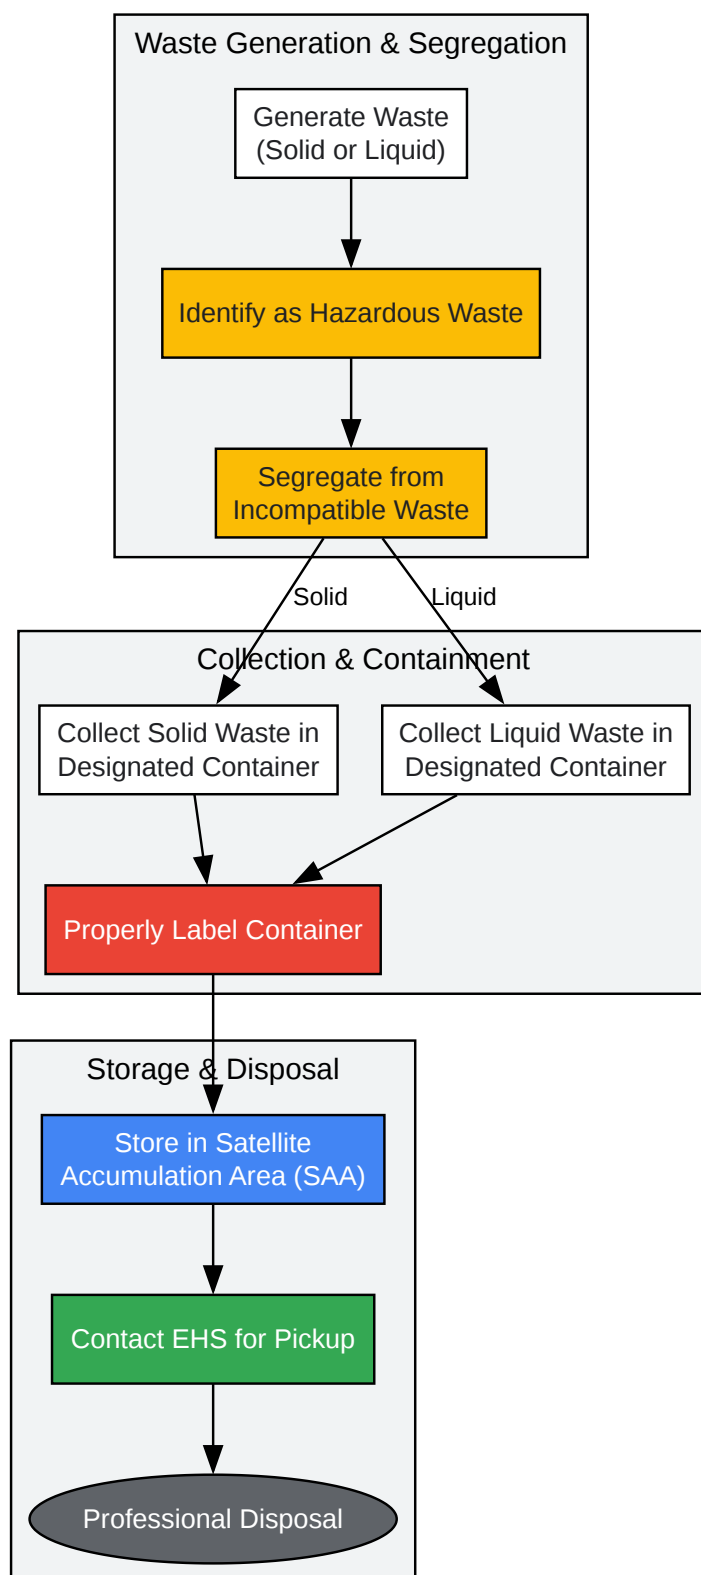 Waste Generation & Segregation
Generate Waste
(Solid or Liquid)
Identify as Hazardous Waste
Segregate from
Incompatible Waste
Solid
Liquid
Collection & Containment
Collect Solid Waste in
Designated Container
Collect Liquid Waste in
Designated Container
Properly Label Container
Storage & Disposal
Store in Satellite
Accumulation Area (SAA)
Contact EHS for Pickup
Professional Disposal